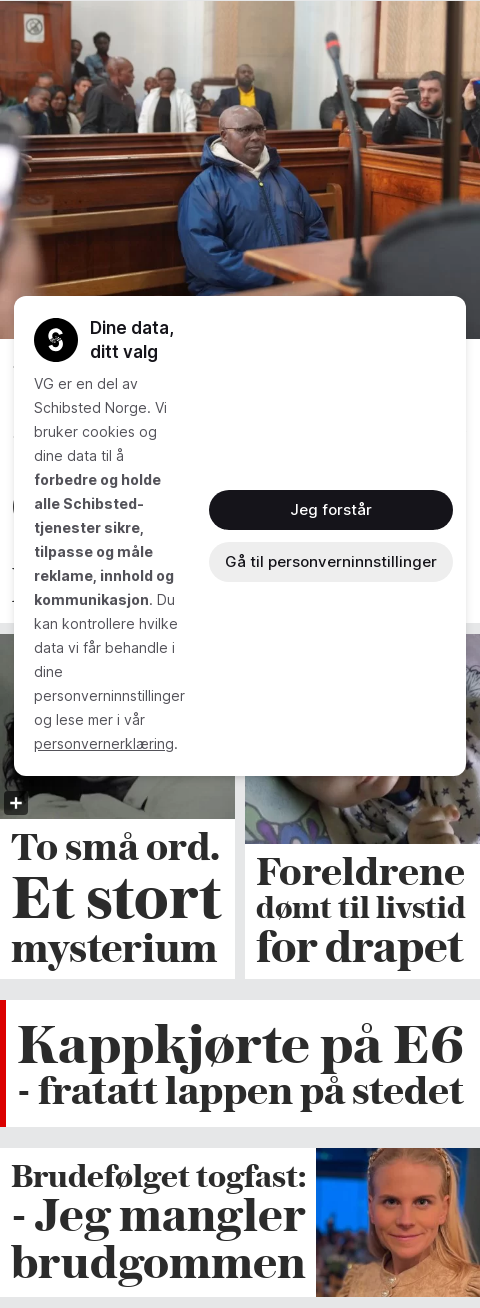 Dine data,
ditt valg
VG er en del av
Schibsted Norge. Vi
bruker cookies og
dine data til å
forbedre og holde
alle Schibsted-
tjenester sikre,
tilpasse og måle
reklame, innhold og
kommunikasjon. Du
kan kontrollere hvilke
data vi får behandle i
dine
personverninnstillinger
og lese mer i vår
personvernerklæring.
Jeg forstår
Gå til personverninnstillinger
To små ord.
Et stort
mysterium
Foreldrene
dømt til livstid
for drapet
Kappkjørte på E6
- fratatt lappen på stedet
Brudefølget togfast:
- Jeg mangler
brudgommen